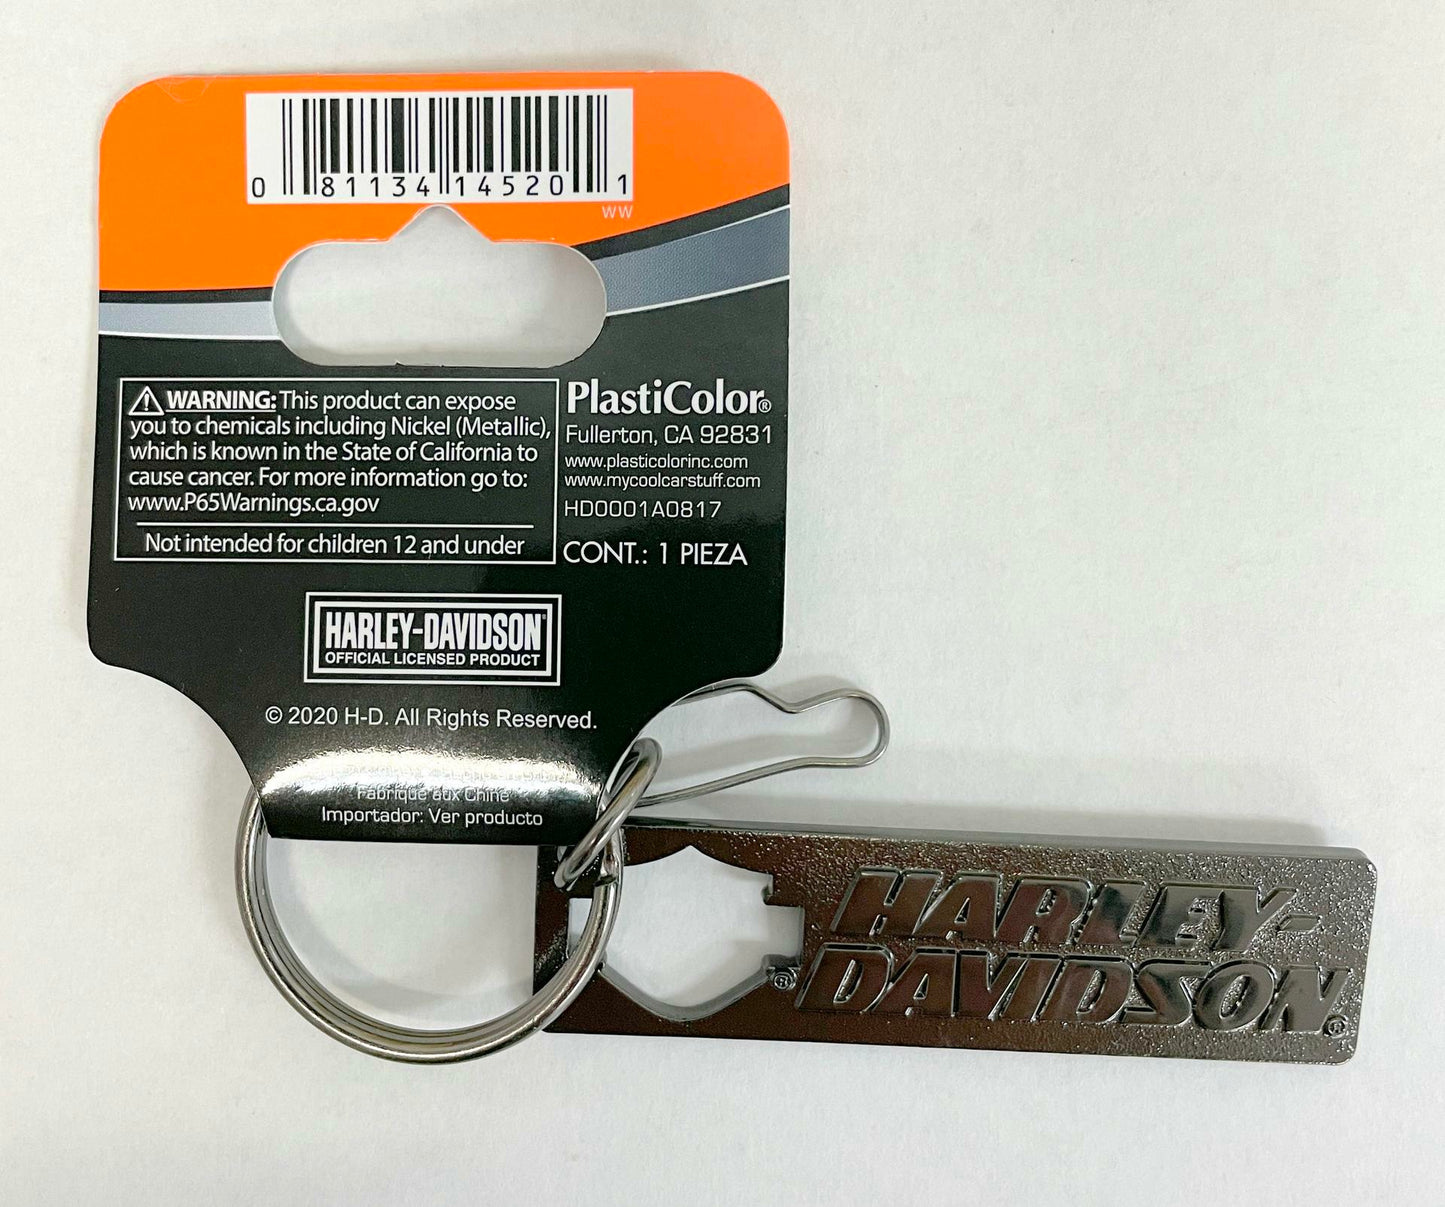 0 81134 14520 1
WW
⚠ WARNING: This product can expose
you to chemicals including Nickel (Metallic),
which is known in the State of California to
cause cancer. For more information go to:
www.P65Warnings.ca.gov
Not intended for children 12 and under
PlastiColor®
Fullerton, CA 92831
www.plasticolorinc.com
www.mycoolcarstuff.com
HD0001A0817
CONT.: 1 PIEZA
HARLEY-DAVIDSON
OFFICIAL LICENSED PRODUCT
© 2020 H-D. All Rights Reserved.
Fabriqué aux Chine
Importador: Ver producto
HARLEY-
® DAVIDSON®